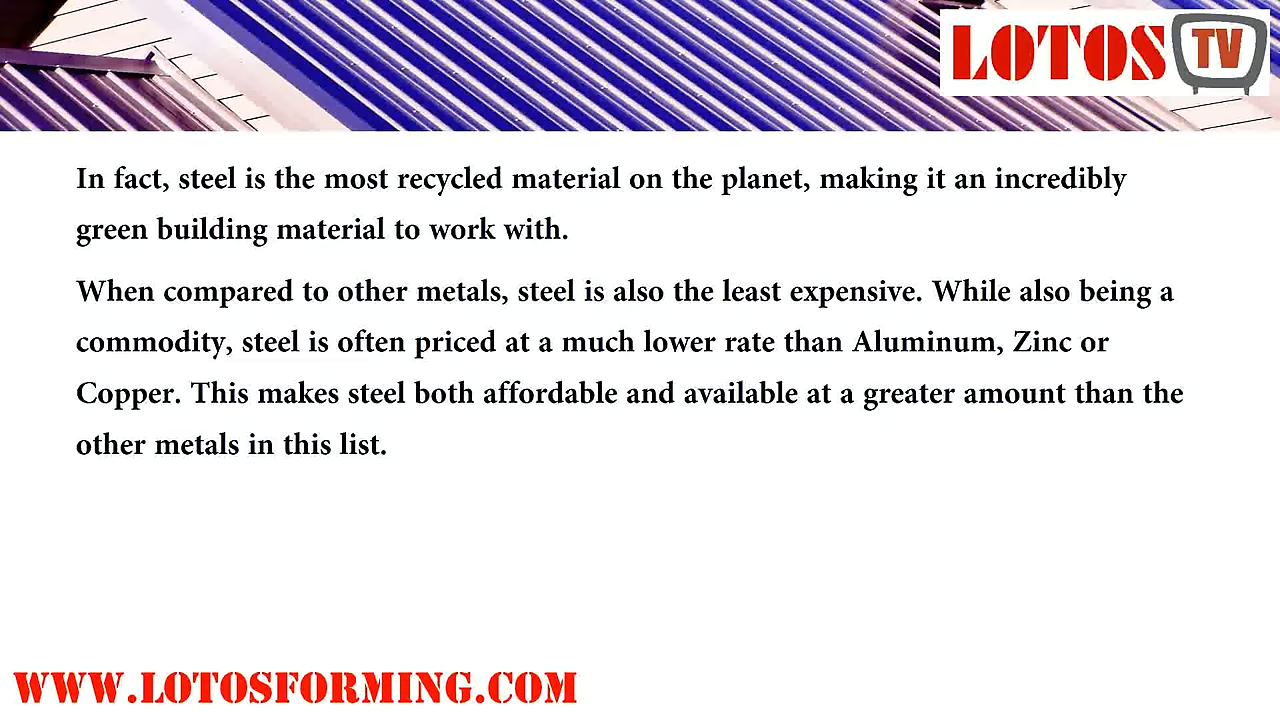 LOTOS TV
In fact, steel is the most recycled material on the planet, making it an incredibly
green building material to work with.
When compared to other metals, steel is also the least expensive. While also being a
commodity, steel is often priced at a much lower rate than Aluminum, Zinc or
Copper. This makes steel both affordable and available at a greater amount than the
other metals in this list.
WWW.LOTOSFORMING.COM